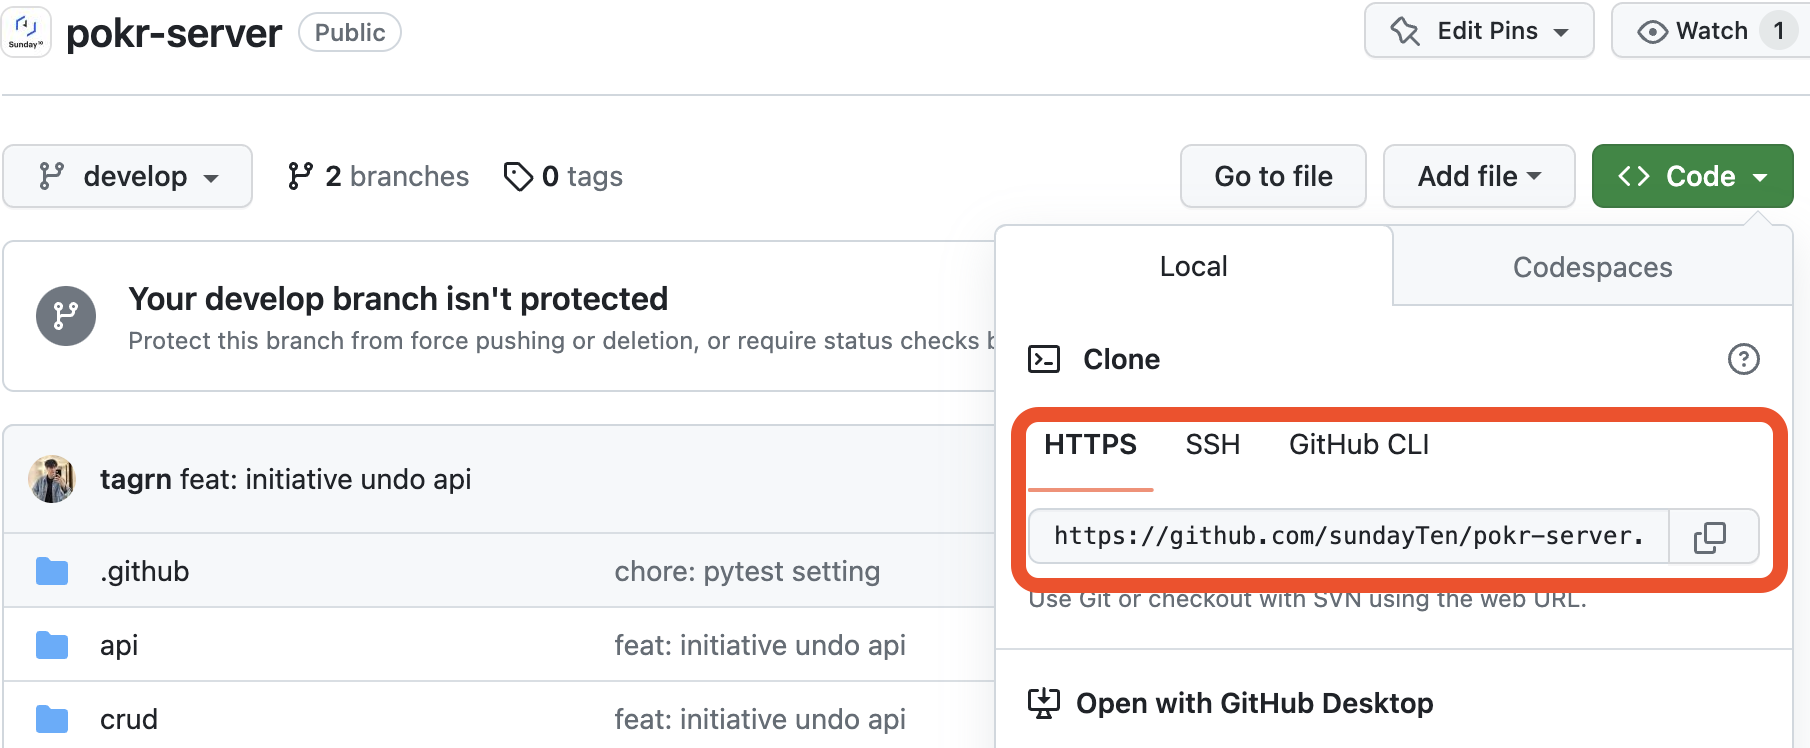 Sunday¹⁰
pokr-server
Public
Edit Pins
Watch
1
develop
2 branches
0 tags
Go to file
Add file
<> Code
Your develop branch isn't protected
Protect this branch from force pushing or deletion, or require status checks
Local
Codespaces
Clone
HTTPS
SSH
GitHub CLI
https://github.com/sundayTen/pokr-server.
Use Git or checkout with SVN using the web URL.
Open with GitHub Desktop
tagrn feat: initiative undo api
.github
chore: pytest setting
api
feat: initiative undo api
crud
feat: initiative undo api